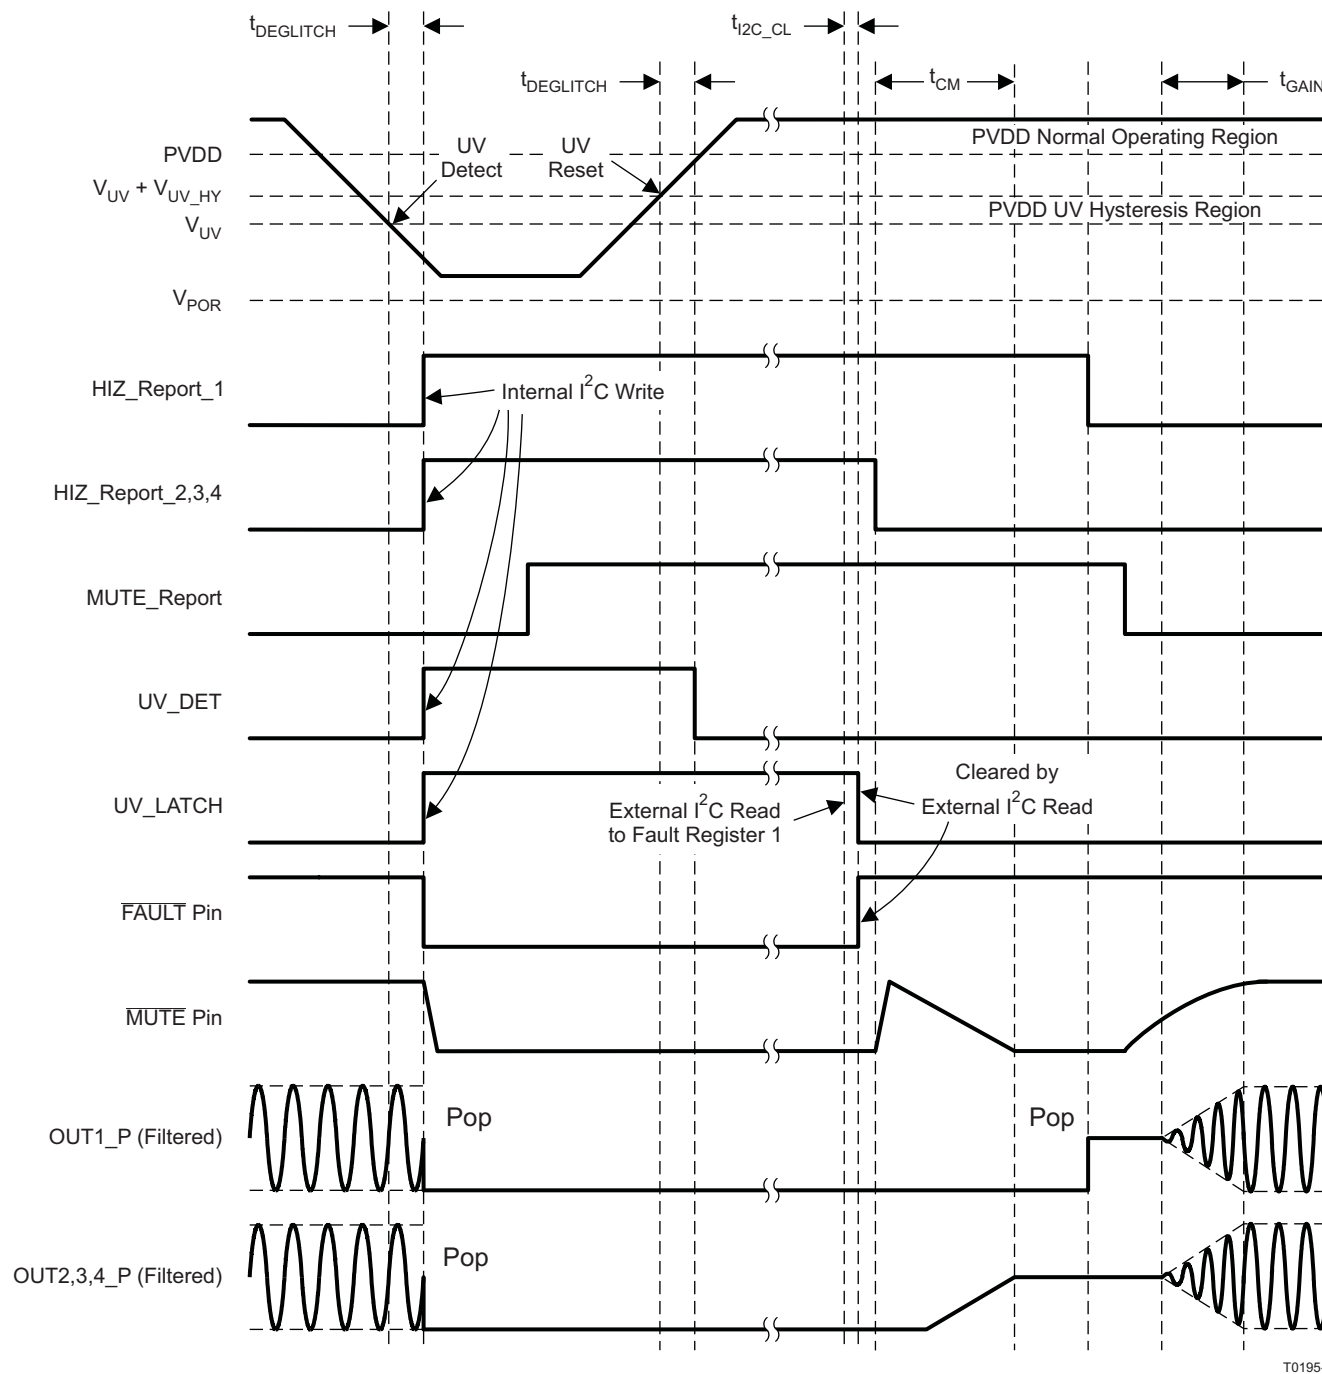 tDEGLITCH
tI2C_CL
tDEGLITCH
tCM
tGAIN
PVDD
UV
Detect
UV
Reset
PVDD Normal Operating Region
VUV + VUV_HY
VUV
PVDD UV Hysteresis Region
VPOR
HIZ_Report_1
Internal I2C Write
HIZ_Report_2,3,4
MUTE_Report
UV_DET
UV_LATCH
External I2C Read
to Fault Register 1
Cleared by
External I2C Read
FAULT Pin
MUTE Pin
Pop
Pop
OUT1_P (Filtered)
Pop
OUT2,3,4_P (Filtered)
T0195-